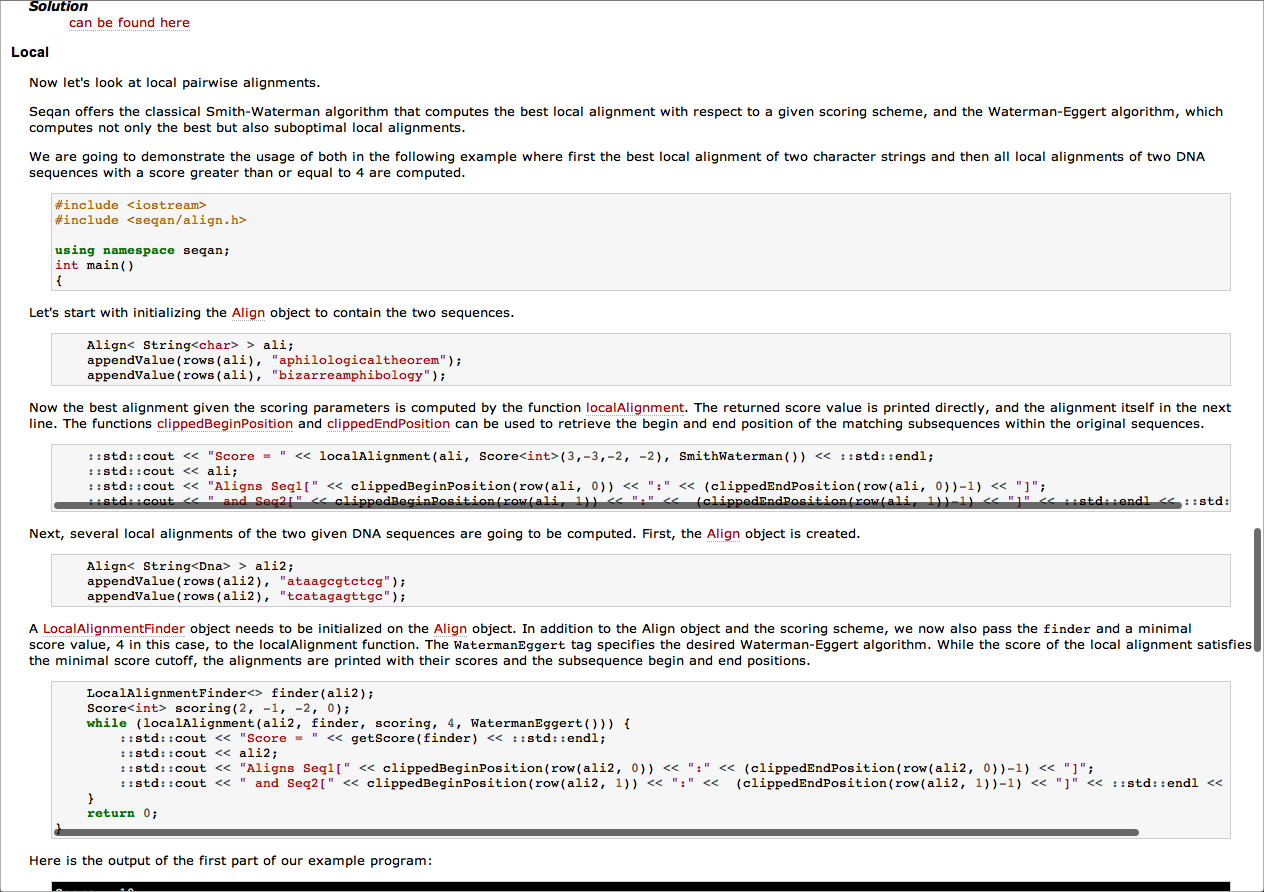 Solution
can be found here
Local
Now let's look at local pairwise alignments.
Seqan offers the classical Smith-Waterman algorithm that computes the best local alignment with respect to a given scoring scheme, and the Waterman-Eggert algorithm, which
computes not only the best but also suboptimal local alignments.
We are going to demonstrate the usage of both in the following example where first the best local alignment of two character strings and then all local alignments of two DNA
sequences with a score greater than or equal to 4 are computed.
#include <iostream>
#include <seqan/align.h>
using namespace seqan;
int main()
{
Let's start with initializing the Align object to contain the two sequences.
Align< String<char> > ali;
appendValue(rows(ali), "aphilologicaltheorem");
appendValue(rows(ali), "bizarreamphibology");
Now the best alignment given the scoring parameters is computed by the function localAlignment. The returned score value is printed directly, and the alignment itself in the next
line. The functions clippedBeginPosition and clippedEndPosition can be used to retrieve the begin and end position of the matching subsequences within the original sequences.
::std::cout << "Score = " << localAlignment(ali, Score<int>(3,-3,-2, -2), SmithWaterman()) << ::std::endl;
::std::cout << ali;
::std::cout << "Aligns Seq1[" << clippedBeginPosition(row(ali, 0)) << ":" << (clippedEndPosition(row(ali, 0))-1) << "]";
::std::cout << " and Seq2[" << clippedBeginPosition(row(ali, 1)) << ":" <<  (clippedEndPosition(row(ali, 1))-1) << "]" << ::std::endl << ::std:
Next, several local alignments of the two given DNA sequences are going to be computed. First, the Align object is created.
Align< String<Dna> > ali2;
appendValue(rows(ali2), "ataagcgtctcg");
appendValue(rows(ali2), "tcatagagttgc");
A LocalAlignmentFinder object needs to be initialized on the Align object. In addition to the Align object and the scoring scheme, we now also pass the finder and a minimal
score value, 4 in this case, to the localAlignment function. The WatermanEggert tag specifies the desired Waterman-Eggert algorithm. While the score of the local alignment satisfies
the minimal score cutoff, the alignments are printed with their scores and the subsequence begin and end positions.
LocalAlignmentFinder<> finder(ali2);
Score<int> scoring(2, -1, -2, 0);
while (localAlignment(ali2, finder, scoring, 4, WatermanEggert())) {
::std::cout << "Score = " << getScore(finder) << ::std::endl;
::std::cout << ali2;
::std::cout << "Aligns Seq1[" << clippedBeginPosition(row(ali2, 0)) << ":" << (clippedEndPosition(row(ali2, 0))-1) << "]";
::std::cout << " and Seq2[" << clippedBeginPosition(row(ali2, 1)) << ":" <<  (clippedEndPosition(row(ali2, 1))-1) << "]" << ::std::endl <<
}
return 0;
}
Here is the output of the first part of our example program: